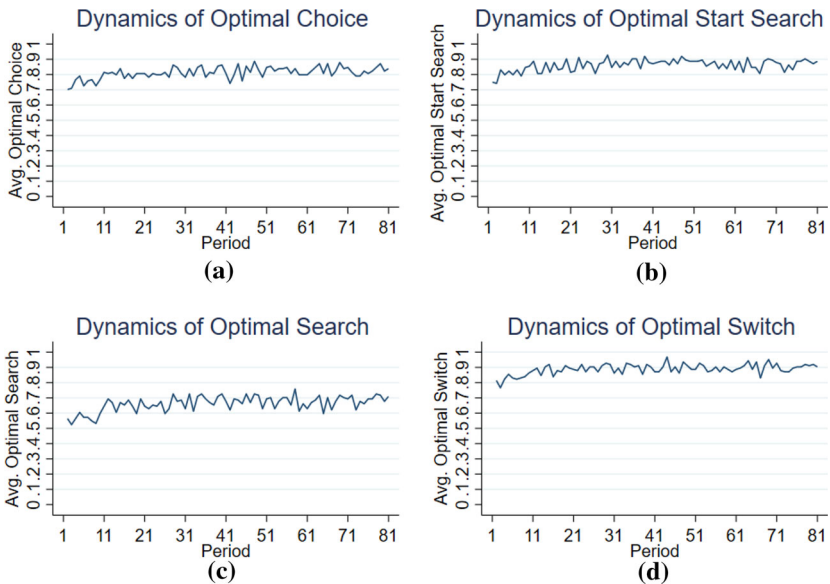 Dynamics of Optimal Choice
Avg. Optimal Choice
0 .1 .2 .3 .4 .5 .6 .7 .8 .9 1
1 11 21 31 41 51 61 71 81
Period
(a)
Dynamics of Optimal Start Search
Avg. Optimal Start Search
0 .1 .2 .3 .4 .5 .6 .7 .8 .9 1
1 11 21 31 41 51 61 71 81
Period
(b)
Dynamics of Optimal Search
Avg. Optimal Search
0 .1 .2 .3 .4 .5 .6 .7 .8 .9 1
1 11 21 31 41 51 61 71 81
Period
(c)
Dynamics of Optimal Switch
Avg. Optimal Switch
0 .1 .2 .3 .4 .5 .6 .7 .8 .9 1
1 11 21 31 41 51 61 71 81
Period
(d)